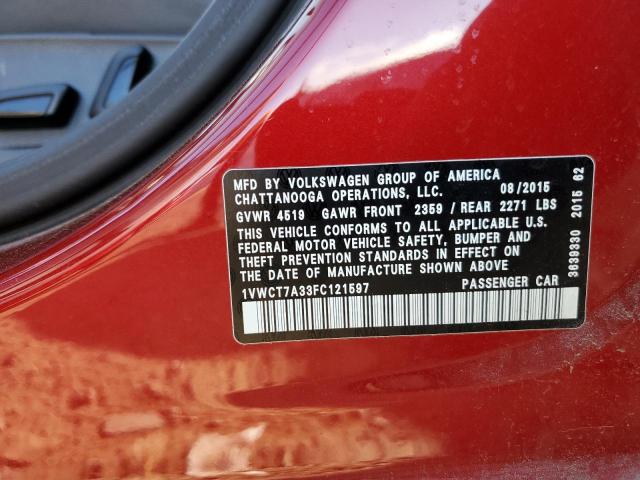 MFD BY VOLKSWAGEN GROUP OF AMERICA
CHATTANOOGA OPERATIONS, LLC. 08/2015
GVWR 4519 GAWR FRONT 2359 / REAR 2271 LBS
THIS VEHICLE CONFORMS TO ALL APPLICABLE U.S.
FEDERAL MOTOR VEHICLE SAFETY, BUMPER AND
THEFT PREVENTION STANDARDS IN EFFECT ON
THE DATE OF MANUFACTURE SHOWN ABOVE
1VWCT7A33FC121597 PASSENGER CAR
3639330 2015 62